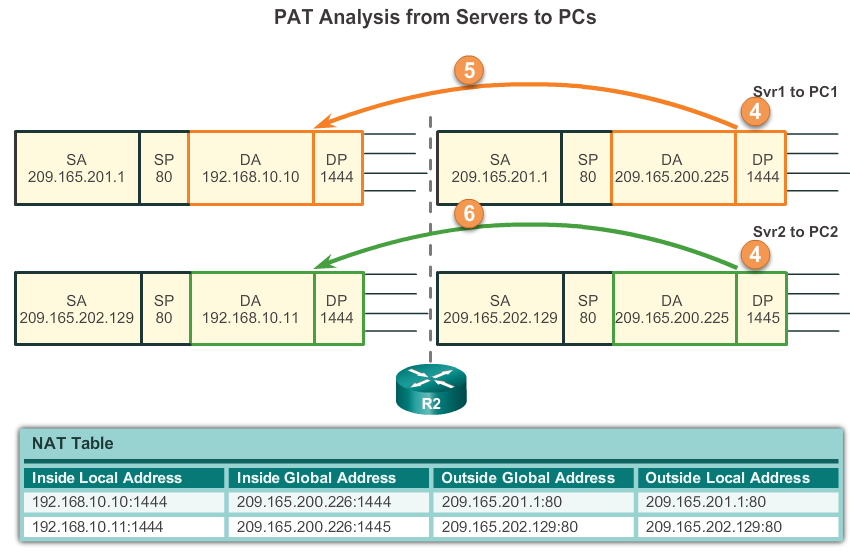 PAT Analysis from Servers to PCs
5
Svr1 to PC1
4
SA
209.165.201.1
SP
80
DA
192.168.10.10
DP
1444
SA
209.165.201.1
SP
80
DA
209.165.200.225
DP
1444
6
Svr2 to PC2
4
SA
209.165.202.129
SP
80
DA
192.168.10.11
DP
1444
SA
209.165.202.129
SP
80
DA
209.165.200.225
DP
1445
R2
NAT Table
Inside Local Address Inside Global Address Outside Global Address Outside Local Address
192.168.10.10:1444 209.165.200.226:1444 209.165.201.1:80 209.165.201.1:80
192.168.10.11:1444 209.165.200.226:1445 209.165.202.129:80 209.165.202.129:80